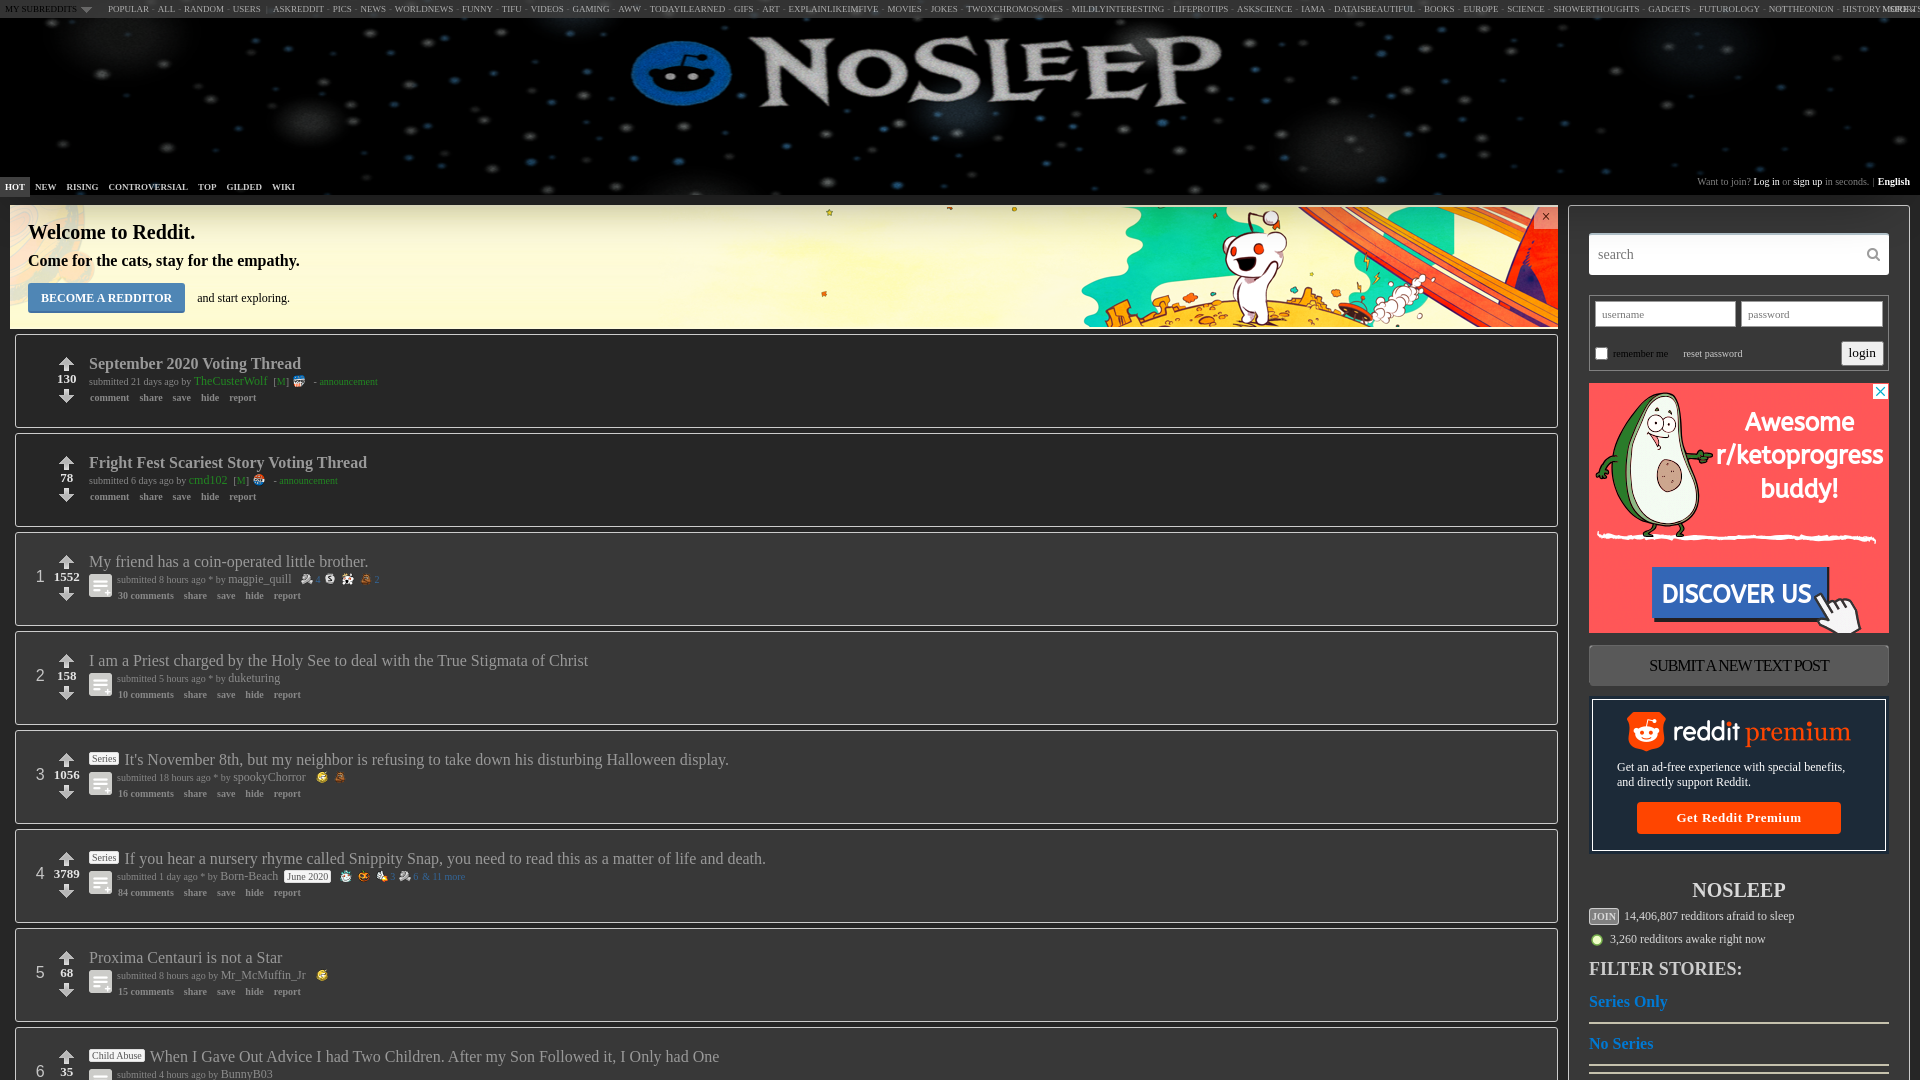 MY SUBREDDITS POPULAR - ALL - RANDOM - USERS | ASKREDDIT - PICS - NEWS - WORLDNEWS - FUNNY - TIFU - VIDEOS - GAMING - AWW - TODAYILEARNED - GIFS - ASKSCIENCE - ART - EXPLAINLIKEIMFIVE - MOVIES - JOKES - TWOXCHROMOSOMES - MILDLYINTERESTING - LIFEPROTIPS - ASKSCIENCE - IAMA - DATAISBEAUTIFUL - BOOKS - EUROPE - SCIENCE - SHOWERTHOUGHTS - GADGETS - FUTUROLOGY - NOTTHEONION - HISTORY
NOSLEEP
HOT NEW RISING CONTROVERSIAL TOP GILDED WIKI
Want to join? Log in or sign up in seconds. | English
Welcome to Reddit.
Come for the cats, stay for the empathy.
BECOME A REDDITOR and start exploring.
×
September 2020 Voting Thread
130
submitted 21 days ago by TheCusterWolf [M] - announcement
comment share save hide report
Fright Fest Scariest Story Voting Thread
78
submitted 6 days ago by cmd102 [M] - announcement
comment share save hide report
My friend has a coin-operated little brother.
1 1552
submitted 8 hours ago * by magpie_quill 4 2
30 comments share save hide report
I am a Priest charged by the Holy See to deal with the True Stigmata of Christ
2 158
submitted 5 hours ago * by duketuring
10 comments share save hide report
Series It's November 8th, but my neighbor is refusing to take down his disturbing Halloween display.
3 1056
submitted 18 hours ago * by spookyChorror
16 comments share save hide report
Series If you hear a nursery rhyme called Snippity Snap, you need to read this as a matter of life and death.
4 3789
submitted 1 day ago * by Born-Beach June 2020 3 6 & 11 more
84 comments share save hide report
Proxima Centauri is not a Star
5 68
submitted 8 hours ago by Mr_McMuffin_Jr
15 comments share save hide report
Child Abuse When I Gave Out Advice I had Two Children. After my Son Followed it, I Only had One
6 35
submitted 4 hours ago by BunnyB03
search
username password
remember me reset password login
Awesome
r/ketoprogress
buddy!
DISCOVER US
SUBMIT A NEW TEXT POST
reddit premium
Get an ad-free experience with special benefits,
and directly support Reddit.
Get Reddit Premium
NOSLEEP
JOIN 14,406,807 redditors afraid to sleep
3,260 redditors awake right now
FILTER STORIES:
Series Only
No Series